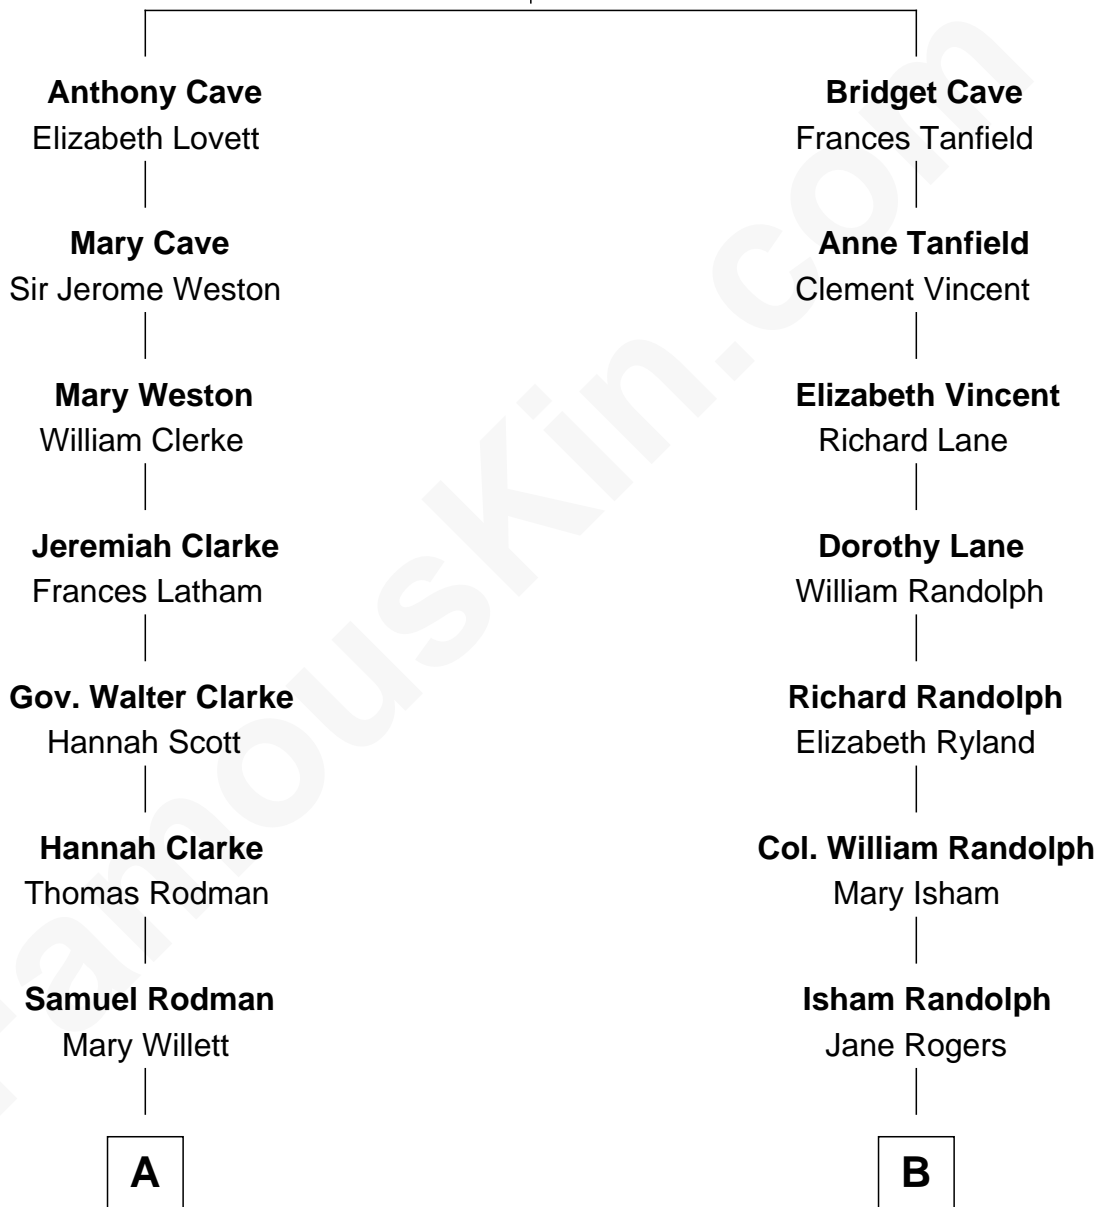 Anthony Cave
Elizabeth Lovett
Mary Cave
Sir Jerome Weston
Mary Weston
William Clerke
Jeremiah Clarke
Frances Latham
Gov. Walter Clarke
Hannah Scott
Hannah Clarke
Thomas Rodman
Samuel Rodman
Mary Willett
A
Bridget Cave
Frances Tanfield
Anne Tanfield
Clement Vincent
Elizabeth Vincent
Richard Lane
Dorothy Lane
William Randolph
Richard Randolph
Elizabeth Ryland
Col. William Randolph
Mary Isham
Isham Randolph
Jane Rogers
B
FamousKin.com